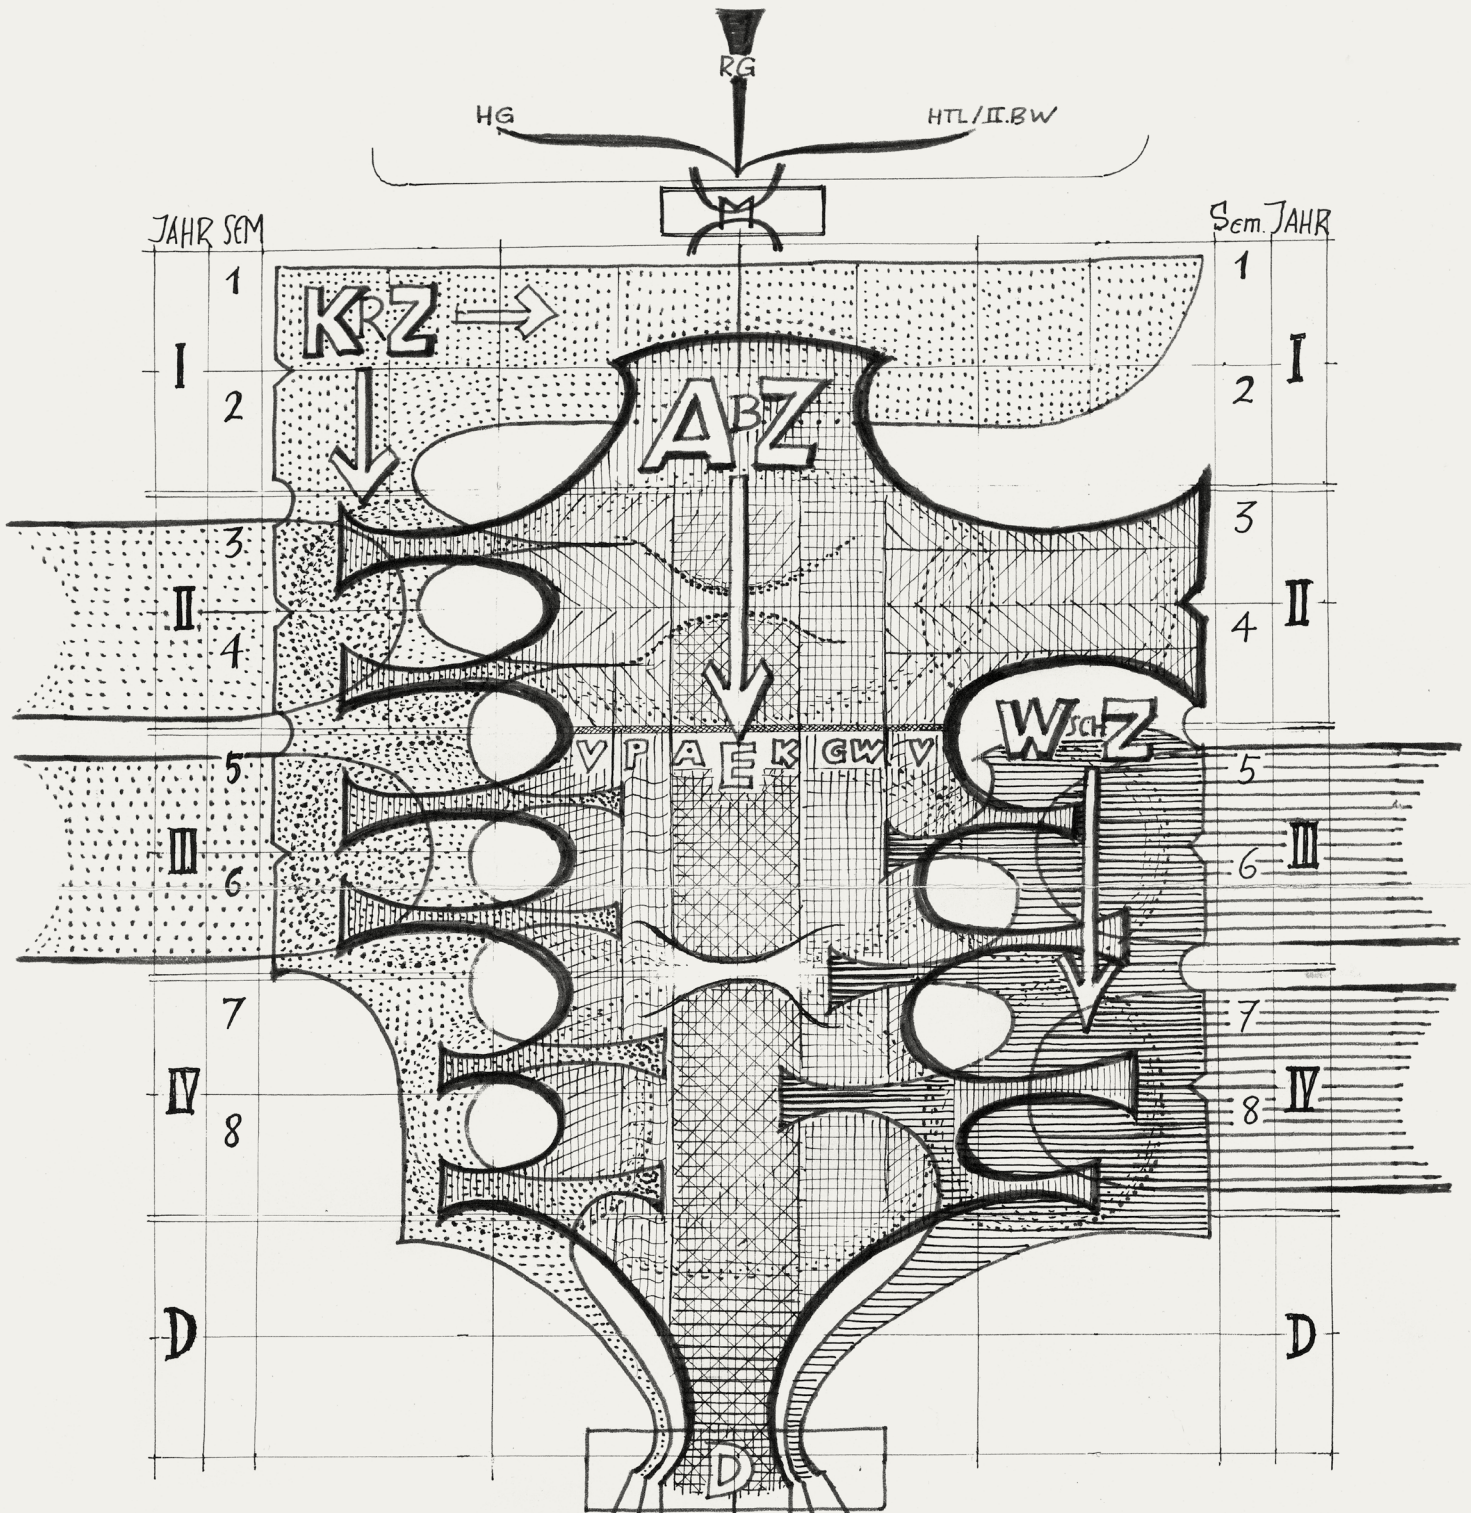 RG
HG HTL/II.BW
M
JAHR SEM Sem. JAHR
1 1
KRZ
I I
2 2
ABZ
3 3
II II
4 4
WSCHZ
V P A E K GW V
5 5
III III
6 6
7 7
IV IV
8 8
D D
D